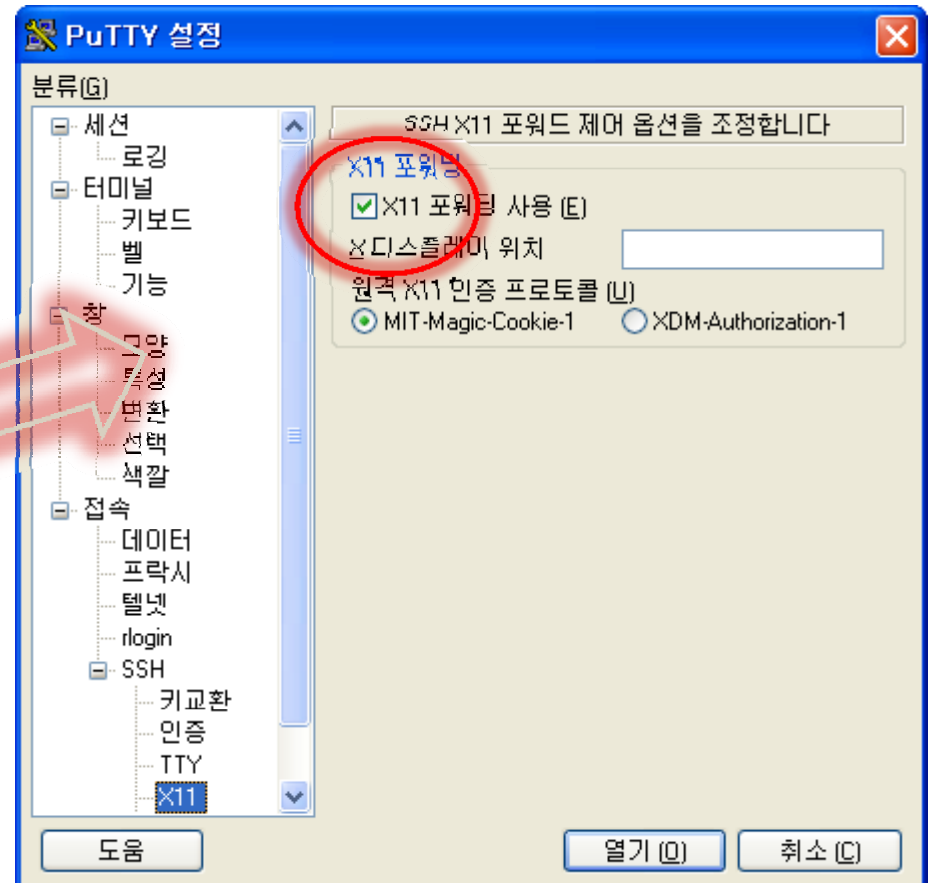 PuTTY 설정
분류(G)
세션
로깅
터미널
키보드
벨
기능
창
모양
특성
변환
선택
색깔
접속
데이터
프락시
텔넷
rlogin
SSH
키교환
인증
TTY
X11
SSH X11 포워드 제어 옵션을 조정합니다
X11 포워딩
X11 포워딩 사용 (E)
X 디스플레이 위치
원격 X11 인증 프로토콜 (U)
MIT-Magic-Cookie-1 XDM-Authorization-1
도움 열기 (O) 취소 (C)